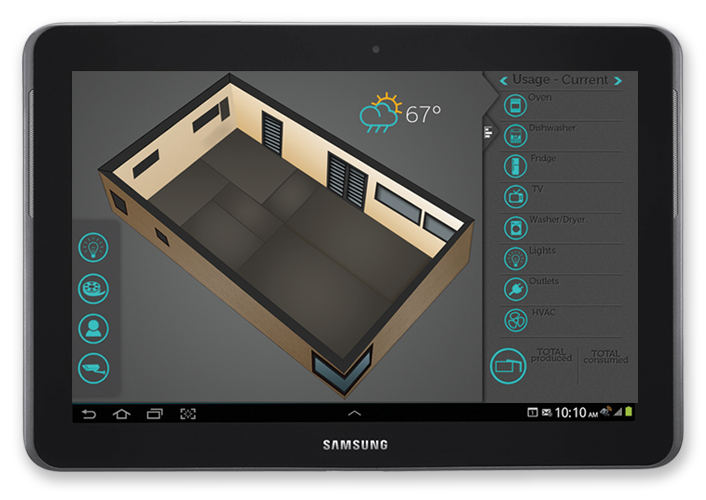 Usage - Current
67°
Oven
Dishwasher
Fridge
TV
Washer/Dryer
Lights
Outlets
HVAC
TOTAL
produced
TOTAL
consumed
10:10 AM
SAMSUNG